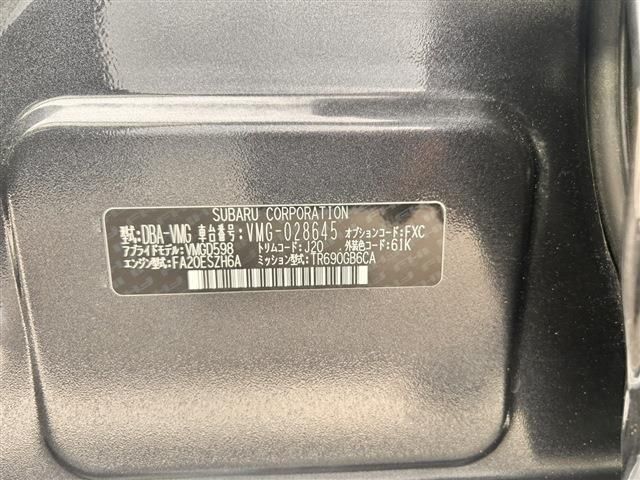 SUBARU CORPORATION
型式:DBA-VMG 車台番号:VMG-028645 オプションコード:FXC
アプライドモデル:VMGD598 トリムコード:J20 外装色コード:61K
エンジン型式:FA20ESZH6A ミッション型式:TR690GB6CA